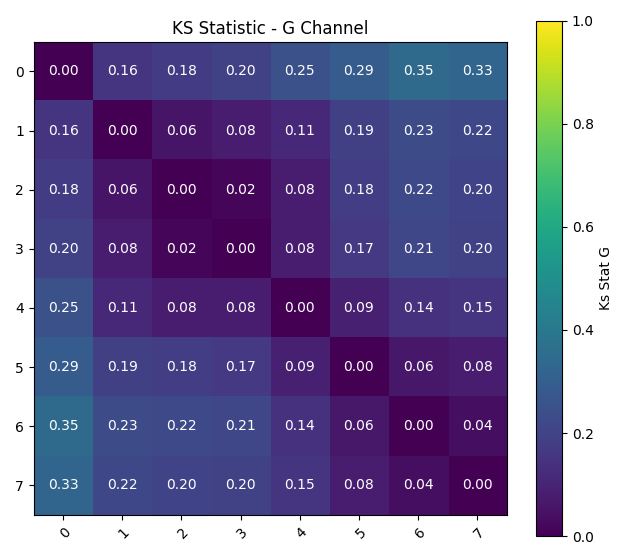 KS Statistic - G Channel
0 0.00 0.16 0.18 0.20 0.25 0.29 0.35 0.33
1 0.16 0.00 0.06 0.08 0.11 0.19 0.23 0.22
2 0.18 0.06 0.00 0.02 0.08 0.18 0.22 0.20
3 0.20 0.08 0.02 0.00 0.08 0.17 0.21 0.20
4 0.25 0.11 0.08 0.08 0.00 0.09 0.14 0.15
5 0.29 0.19 0.18 0.17 0.09 0.00 0.06 0.08
6 0.35 0.23 0.22 0.21 0.14 0.06 0.00 0.04
7 0.33 0.22 0.20 0.20 0.15 0.08 0.04 0.00
0 1 2 3 4 5 6 7
1.0
0.8
0.6
0.4
0.2
0.0
Ks Stat G